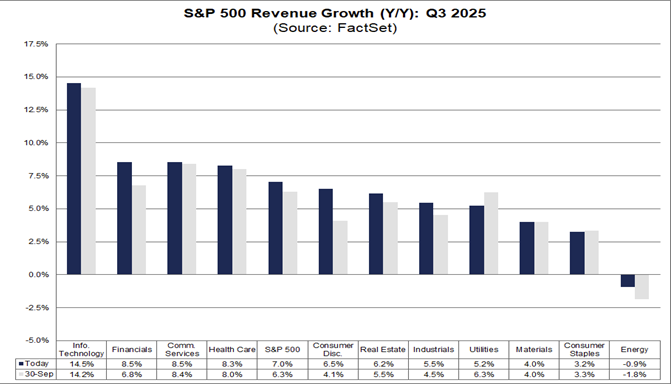 S&P 500 Revenue Growth (Y/Y): Q3 2025
(Source: FactSet)
17.5%
15.0%
12.5%
10.0%
7.5%
5.0%
2.5%
0.0%
-2.5%
-5.0%
Info. Technology Financials Comm. Services Health Care S&P 500 Consumer Disc. Real Estate Industrials Utilities Materials Consumer Staples Energy
Today 14.5% 8.5% 8.5% 8.3% 7.0% 6.5% 6.2% 5.5% 5.2% 4.0% 3.2% -0.9%
30-Sep 14.2% 6.8% 8.4% 8.0% 6.3% 4.1% 5.5% 4.5% 6.3% 4.0% 3.3% -1.8%